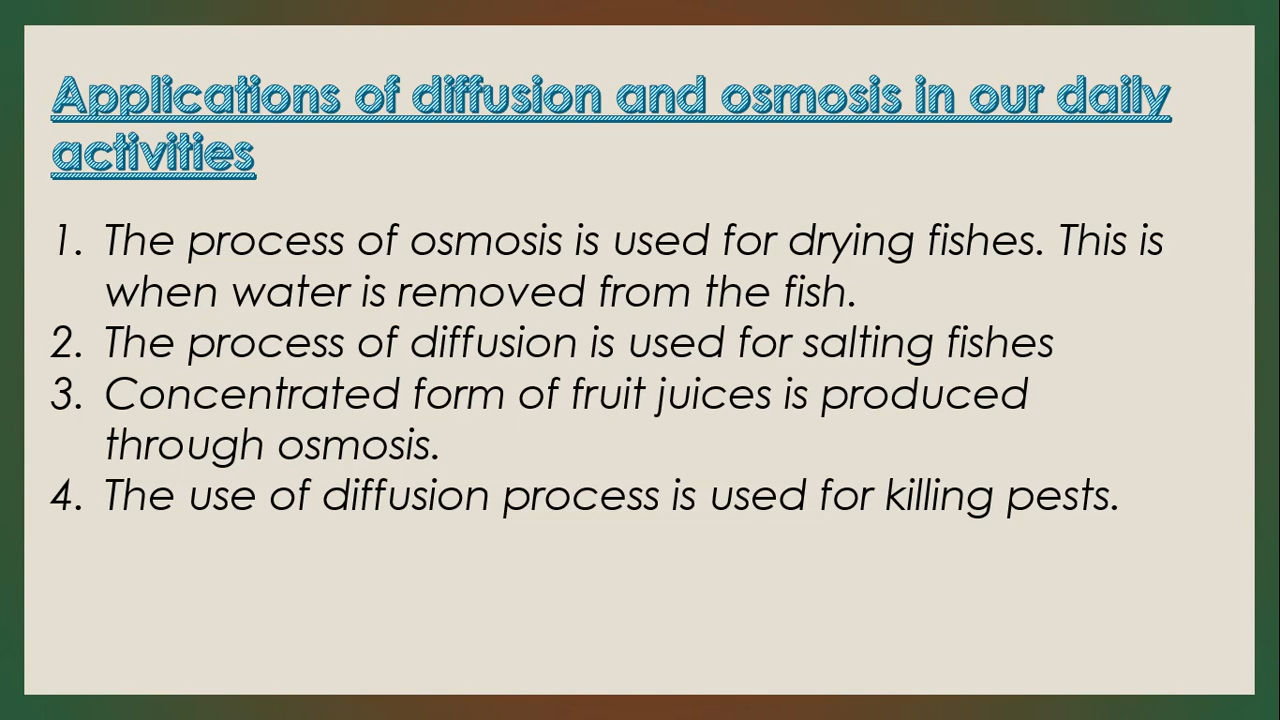 Applications of diffusion and osmosis in our daily
activities
1. The process of osmosis is used for drying fishes. This is
when water is removed from the fish.
2. The process of diffusion is used for salting fishes
3. Concentrated form of fruit juices is produced
through osmosis.
4. The use of diffusion process is used for killing pests.